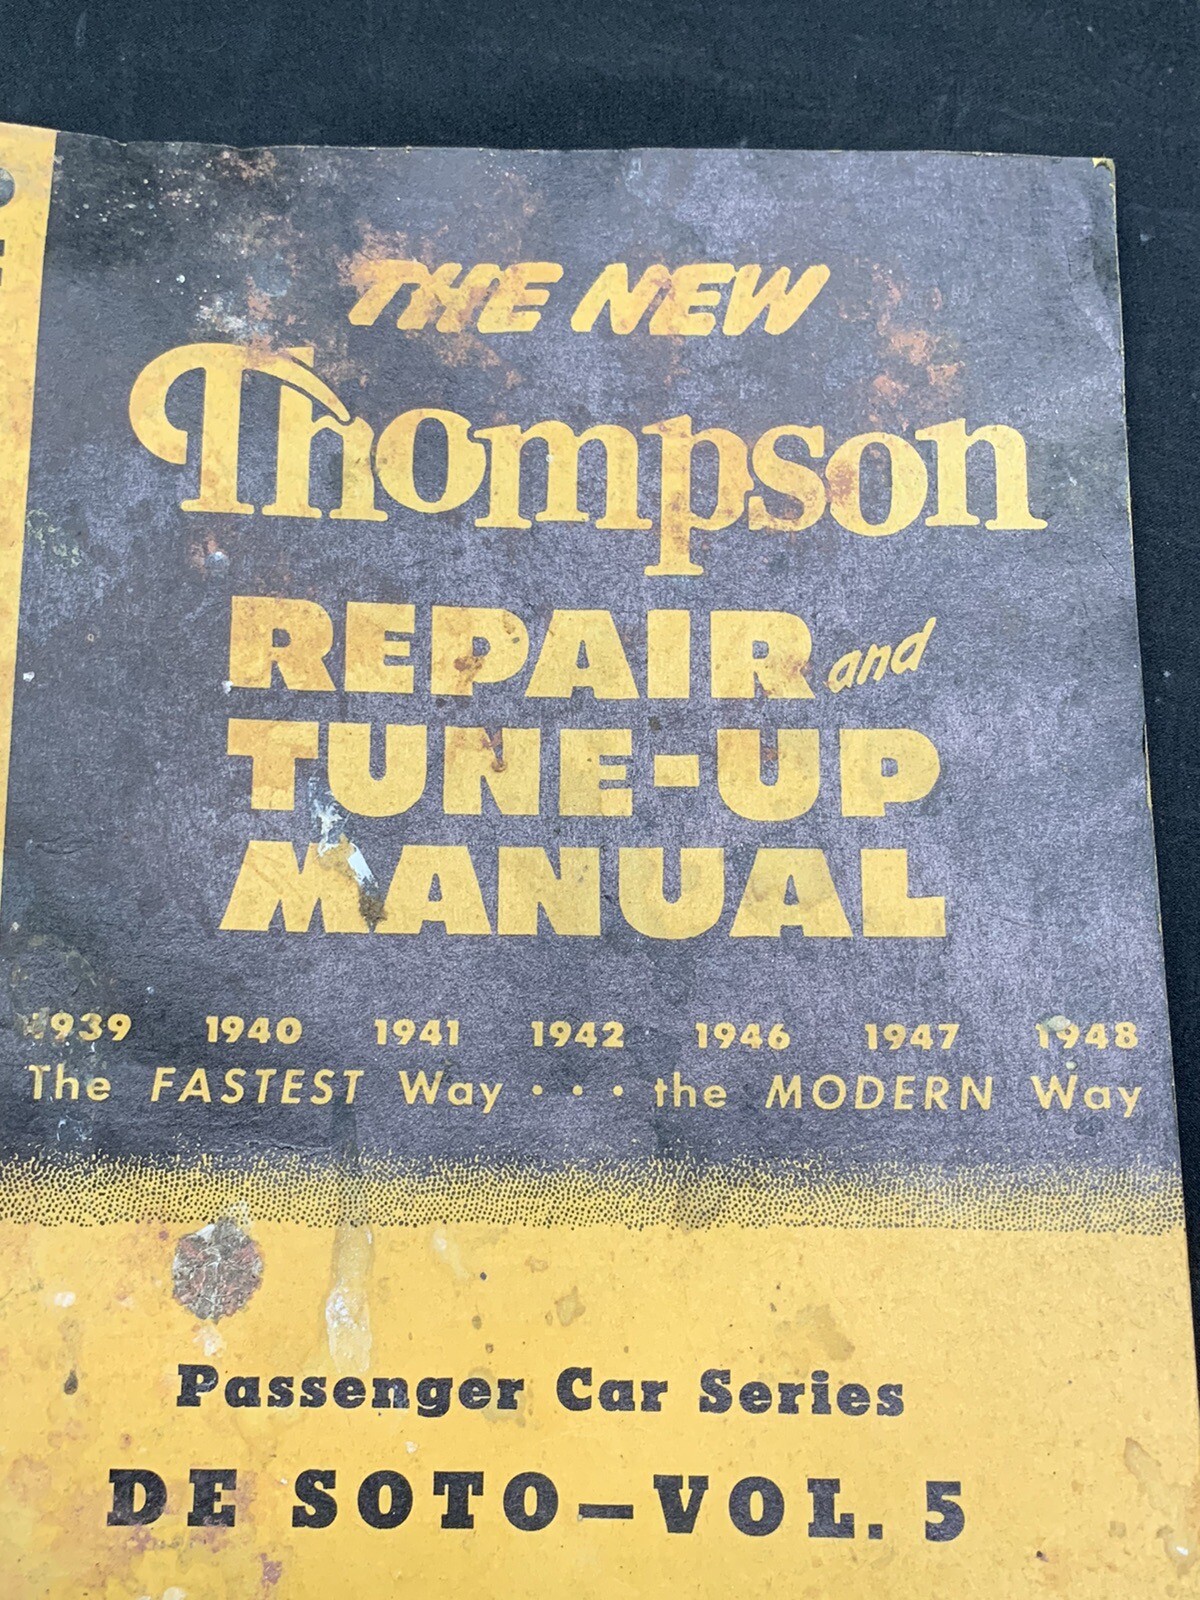 THE NEW
Thompson
REPAIR and
TUNE-UP
MANUAL
1939 1940 1941 1942 1946 1947 1948
The FASTEST Way . . . the MODERN Way
Passenger Car Series
DE SOTO—VOL. 5